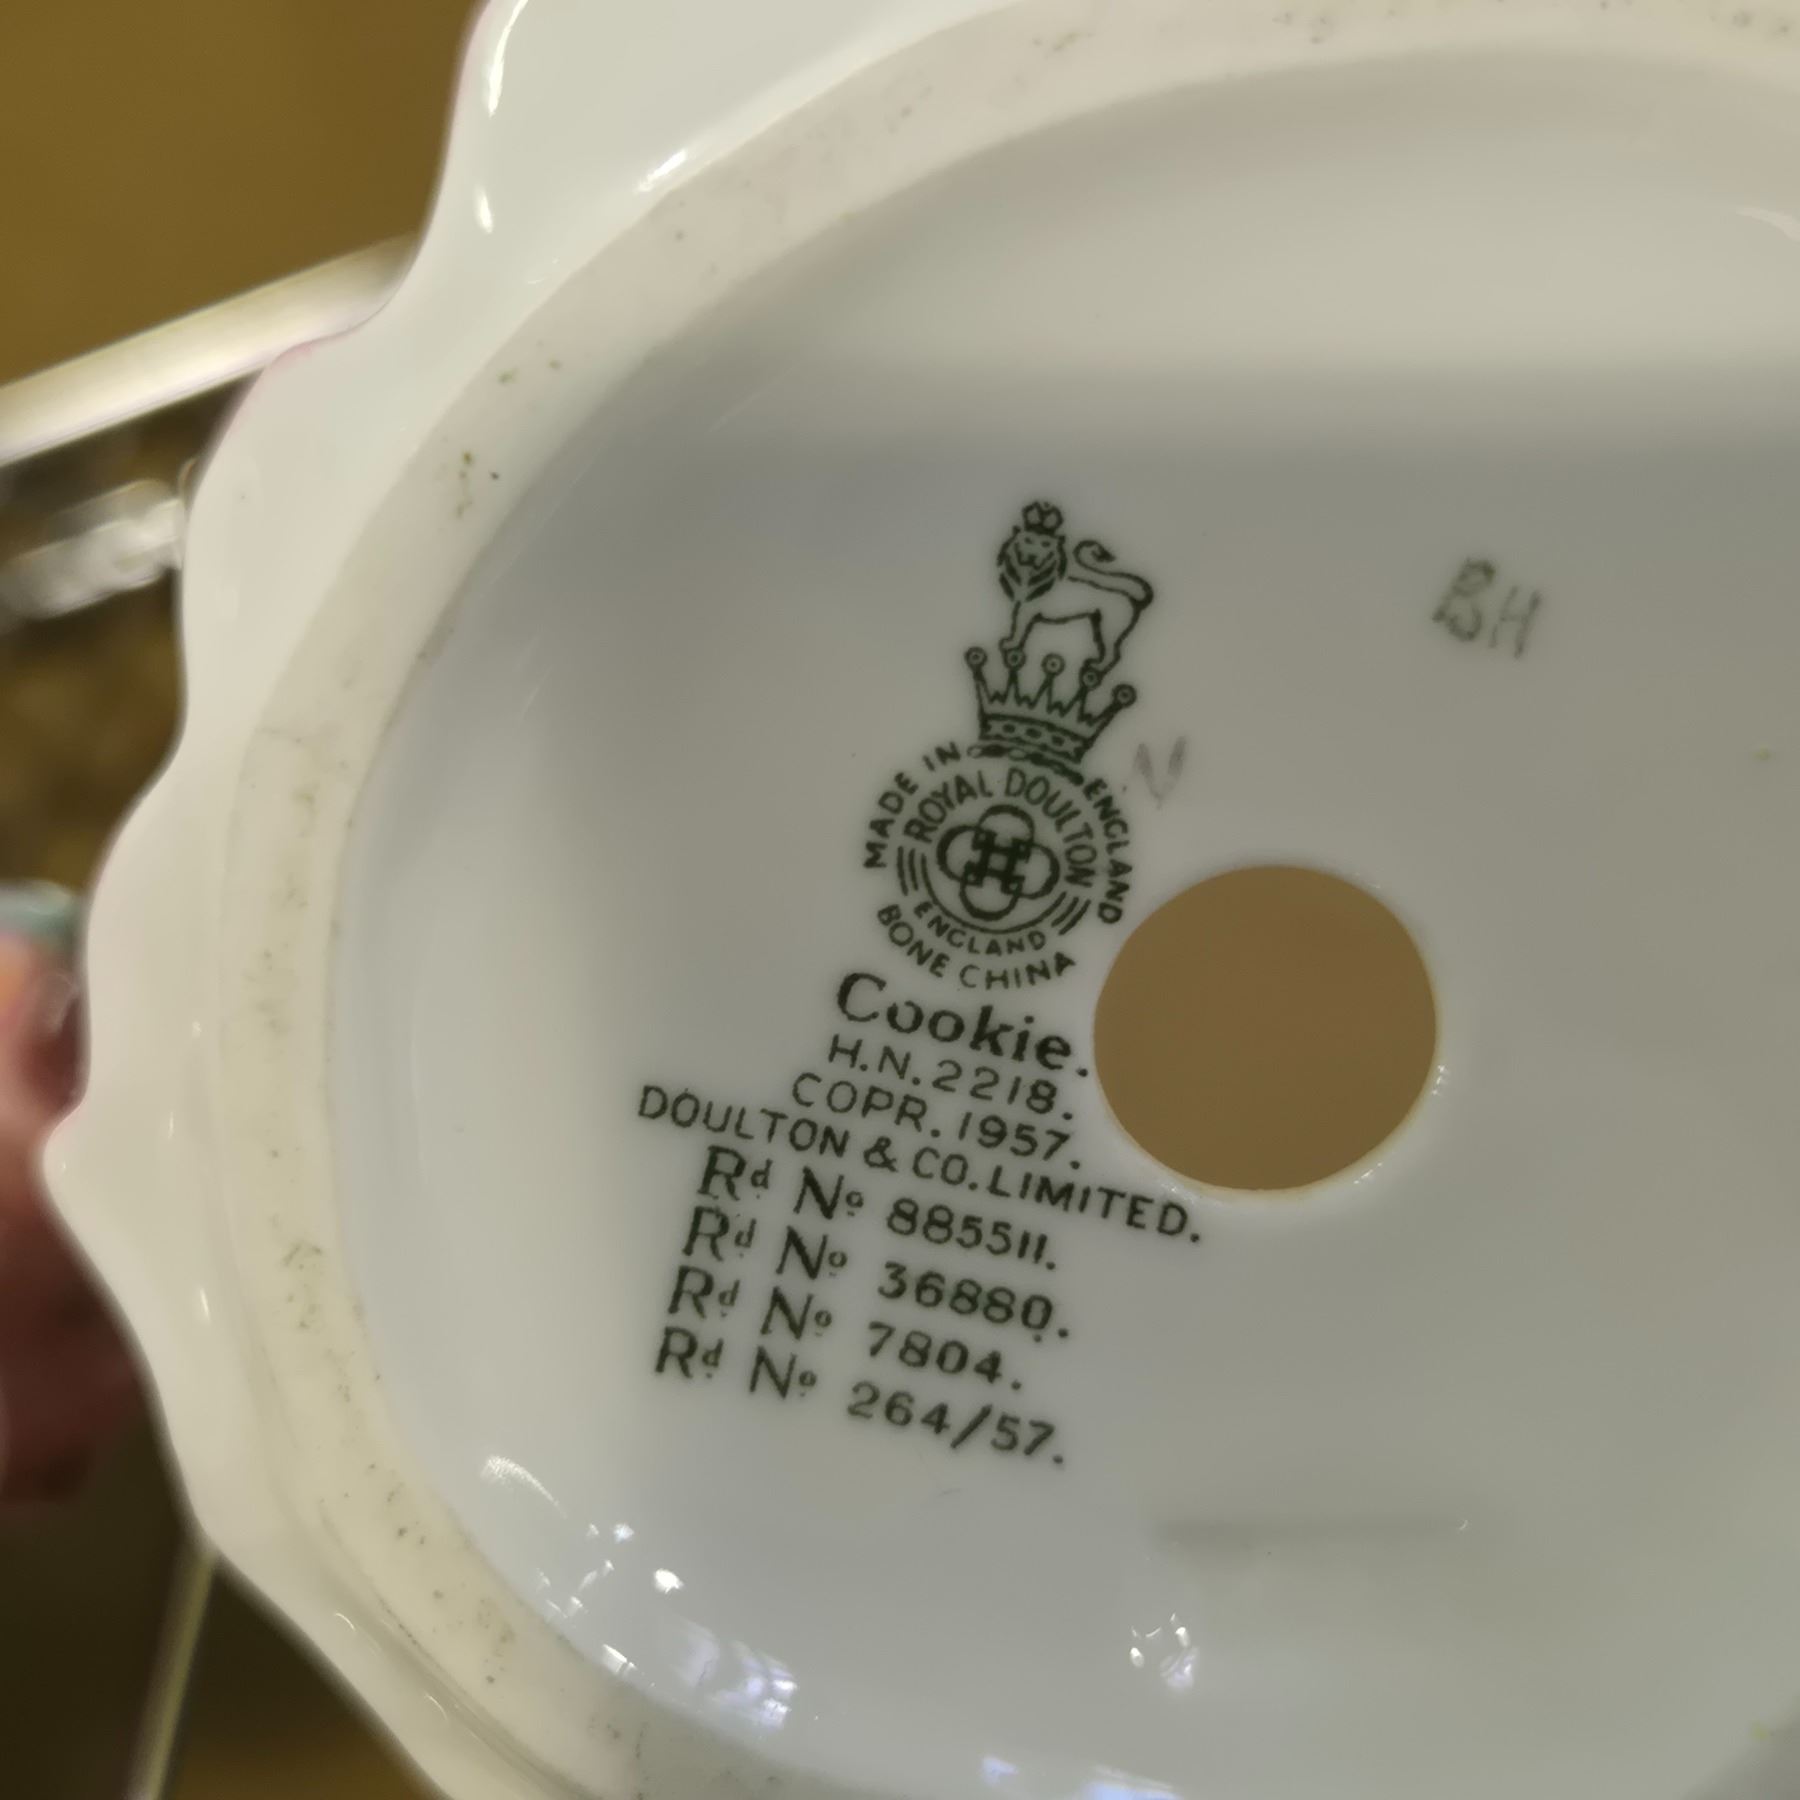 BH
N
MADE IN ENGLAND
ROYAL DOULTON
ENGLAND
BONE CHINA
Cookie.
H.N.2218.
COPR. 1957.
DOULTON & CO. LIMITED.
Rd No 885511.
Rd No 36880.
Rd No 7804.
Rd No 264/57.